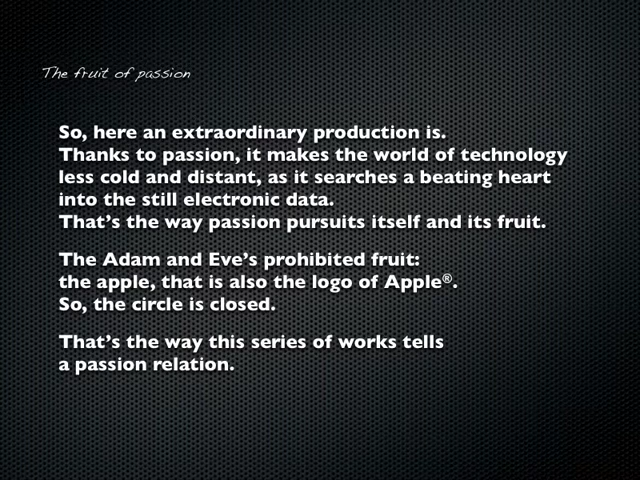 The fruit of passion
So, here an extraordinary production is.
Thanks to passion, it makes the world of technology
less cold and distant, as it searches a beating heart
into the still electronic data.
That's the way passion pursuits itself and its fruit.
The Adam and Eve's prohibited fruit:
the apple, that is also the logo of Apple®.
So, the circle is closed.
That's the way this series of works tells
a passion relation.